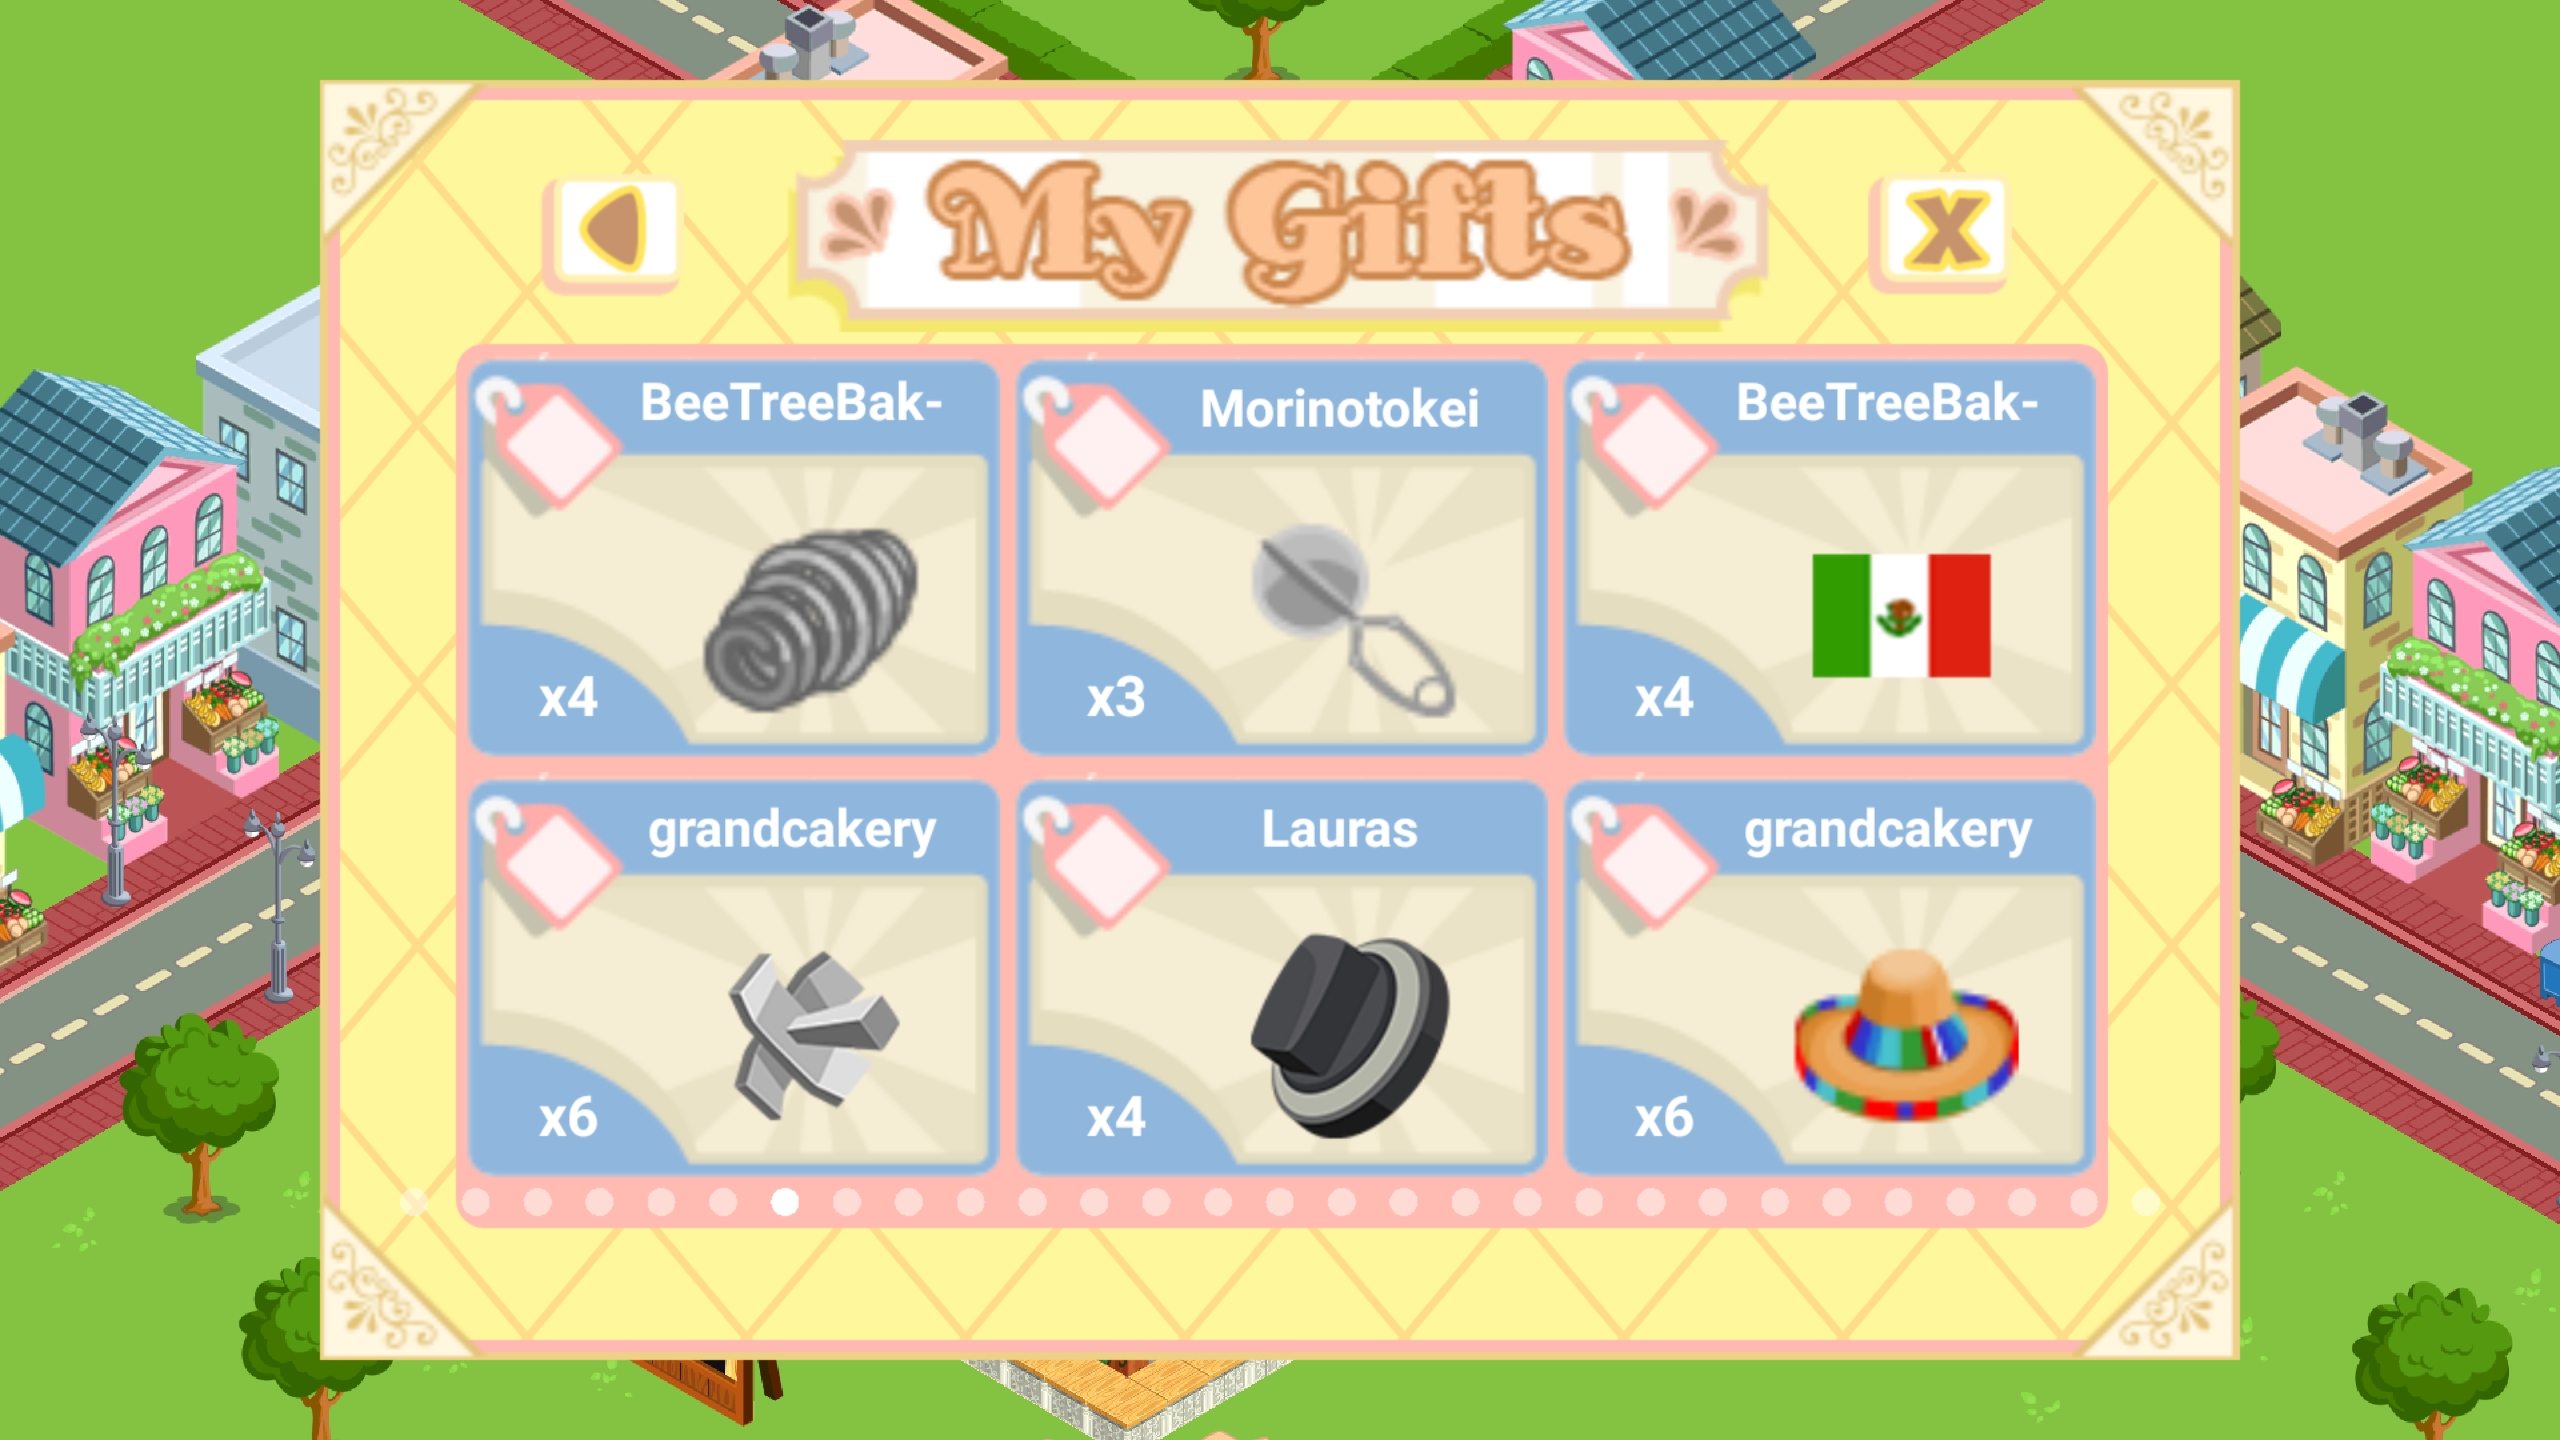 My Gifts
X
BeeTreeBak-
x4
Morinotokei
x3
BeeTreeBak-
x4
grandcakery
x6
Lauras
x4
grandcakery
x6